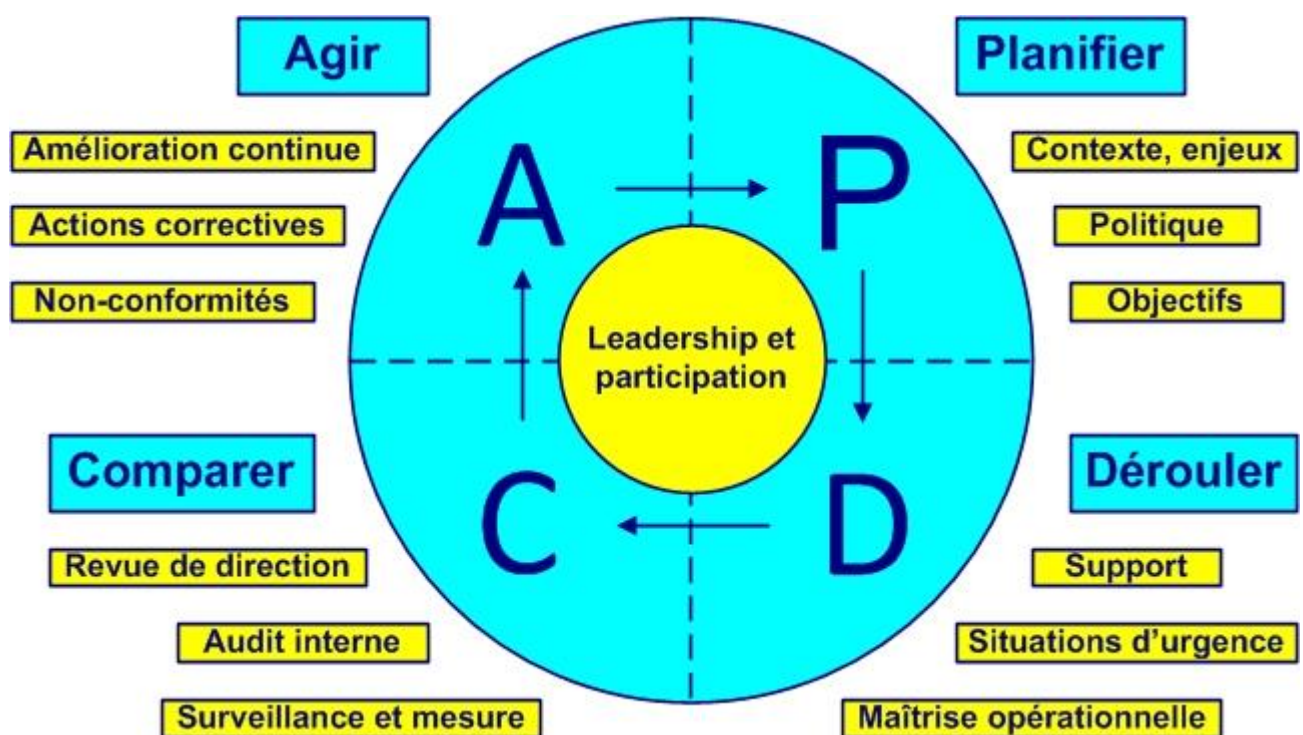 Agir
Planifier
Amélioration continue
Actions correctives
Non-conformités
A
P
Contexte, enjeux
Politique
Objectifs
Leadership et
participation
Comparer
Dérouler
C
D
Revue de direction
Audit interne
Surveillance et mesure
Support
Situations d’urgence
Maîtrise opérationnelle